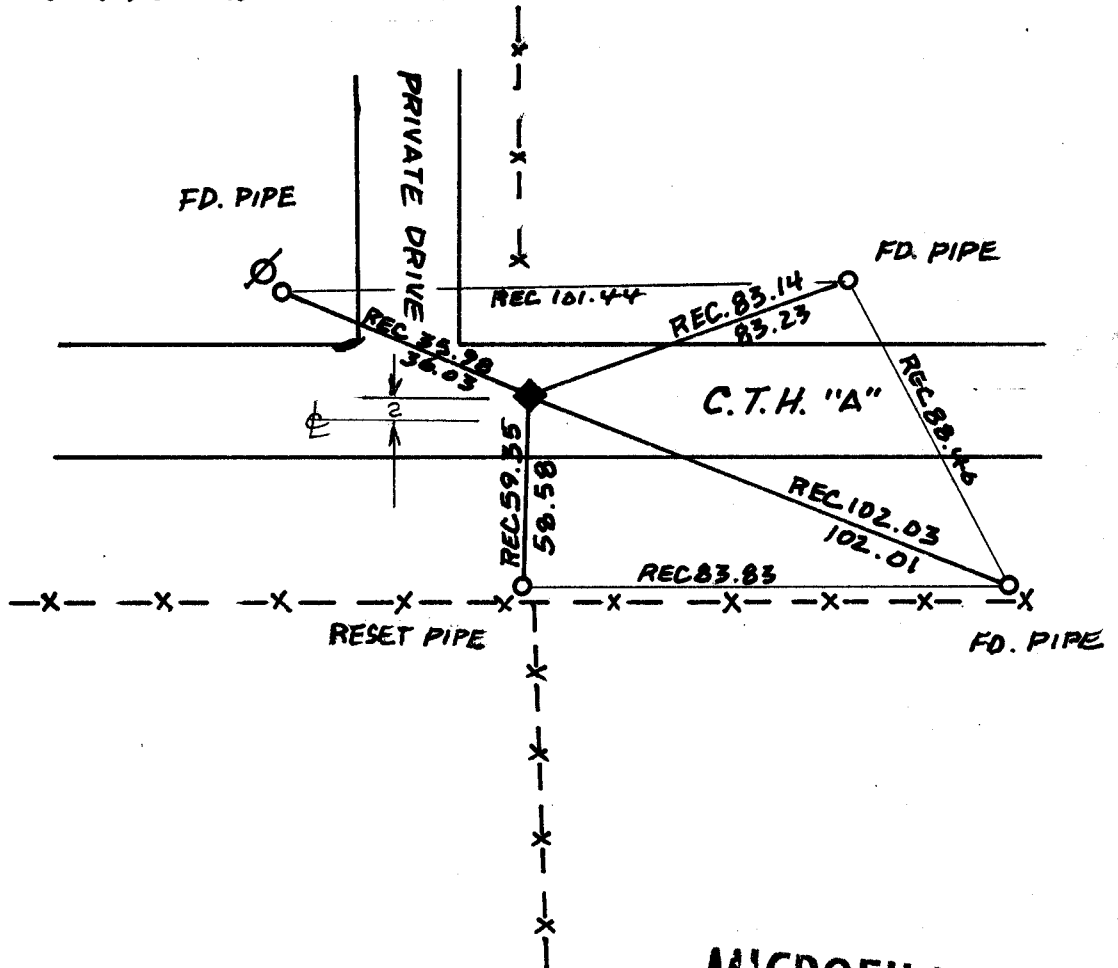 PRIVATE DRIVE
FD. PIPE
FD. PIPE
REC. 101.44
REC. 83.14
83.23
REC. 35.98
36.03
C.T.H. "A"
2
REC 88.46
REC 59.35
58.58
REC 102.03
102.01
REC 83.83
RESET PIPE
FD. PIPE